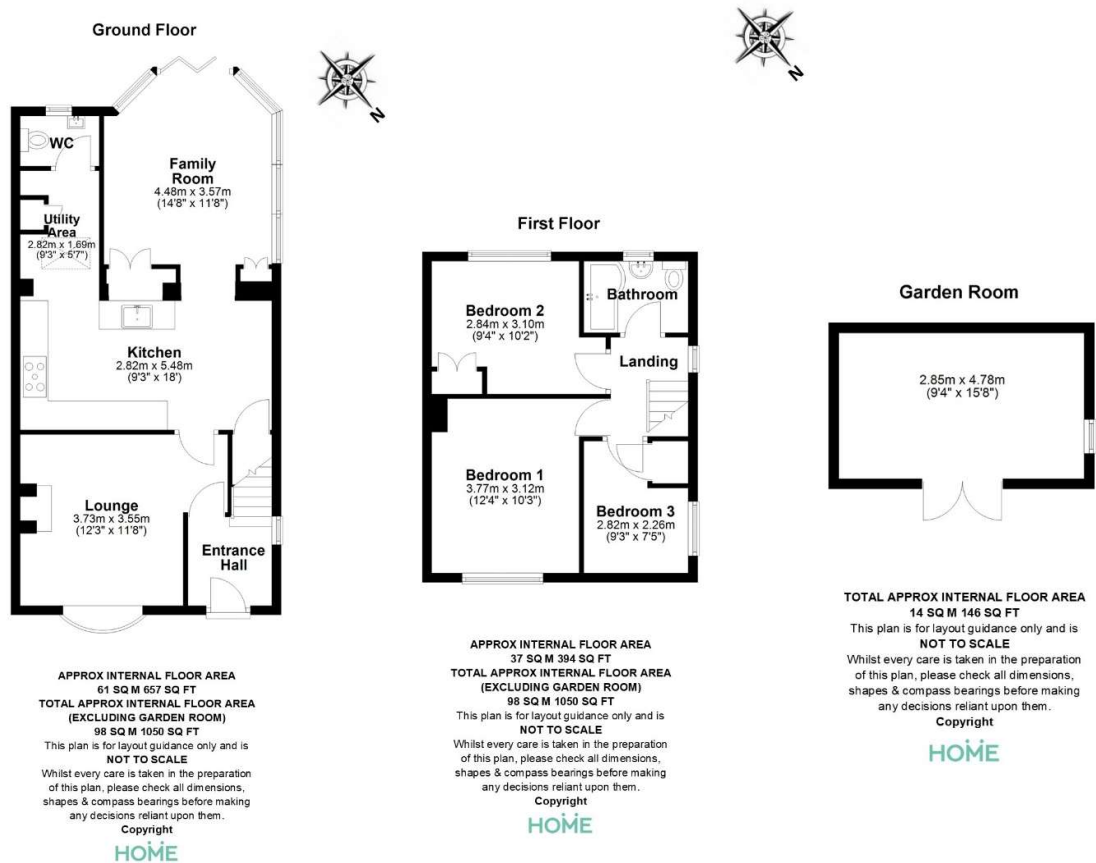 Ground Floor
N
WC
Family
Room
4.48m x 3.57m
(14'8" x 11'8")
Utility
Area
2.82m x 1.69m
(9'3" x 5'7")
Kitchen
2.82m x 5.48m
(9'3" x 18')
Lounge
3.73m x 3.55m
(12'3" x 11'8")
Entrance
Hall
APPROX INTERNAL FLOOR AREA
61 SQ M 657 SQ FT
TOTAL APPROX INTERNAL FLOOR AREA
(EXCLUDING GARDEN ROOM)
98 SQ M 1050 SQ FT
This plan is for layout guidance only and is
NOT TO SCALE
Whilst every care is taken in the preparation
of this plan, please check all dimensions,
shapes & compass bearings before making
any decisions reliant upon them.
Copyright
HOME
N
First Floor
Bedroom 2
2.84m x 3.10m
(9'4" x 10'2")
Bathroom
Landing
Bedroom 1
3.77m x 3.12m
(12'4" x 10'3")
Bedroom 3
2.82m x 2.26m
(9'3" x 7'5")
APPROX INTERNAL FLOOR AREA
37 SQ M 394 SQ FT
TOTAL APPROX INTERNAL FLOOR AREA
(EXCLUDING GARDEN ROOM)
98 SQ M 1050 SQ FT
This plan is for layout guidance only and is
NOT TO SCALE
Whilst every care is taken in the preparation
of this plan, please check all dimensions,
shapes & compass bearings before making
any decisions reliant upon them.
Copyright
HOME
Garden Room
2.85m x 4.78m
(9'4" x 15'8")
TOTAL APPROX INTERNAL FLOOR AREA
14 SQ M 146 SQ FT
This plan is for layout guidance only and is
NOT TO SCALE
Whilst every care is taken in the preparation
of this plan, please check all dimensions,
shapes & compass bearings before making
any decisions reliant upon them.
Copyright
HOME